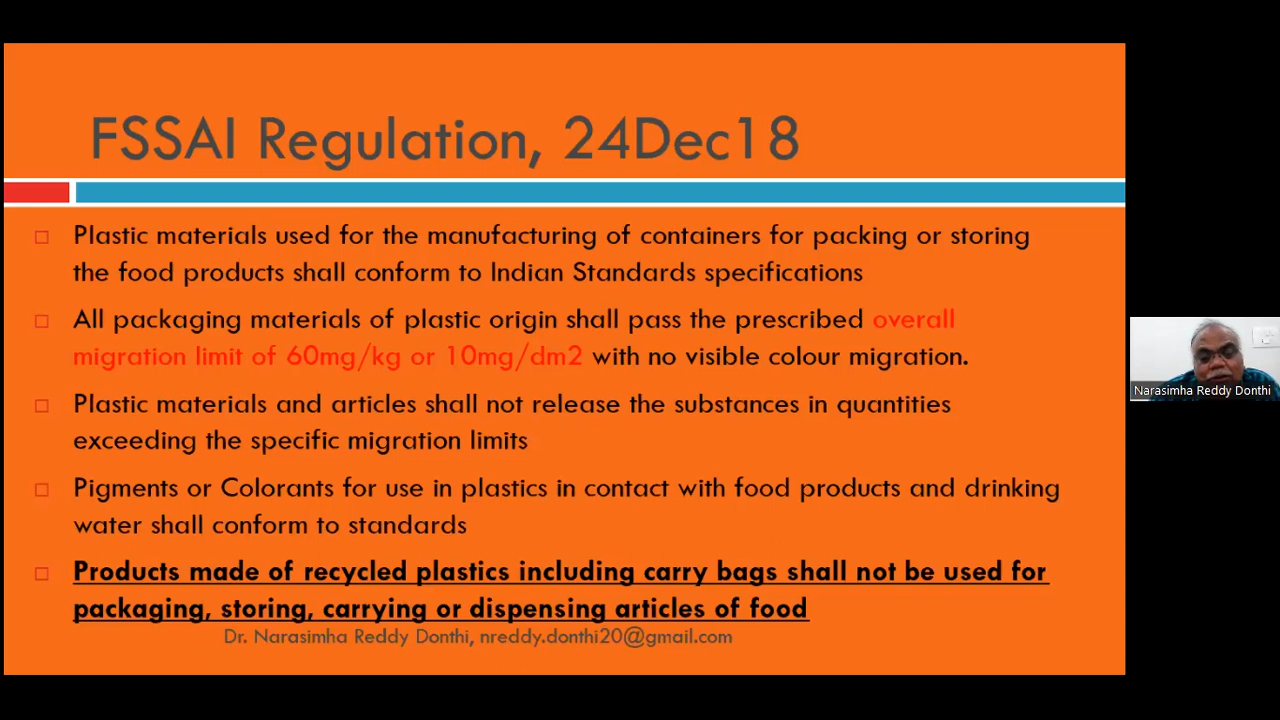 FSSAI Regulation, 24Dec18
Plastic materials used for the manufacturing of containers for packing or storing
the food products shall conform to Indian Standards specifications
All packaging materials of plastic origin shall pass the prescribed overall
migration limit of 60mg/kg or 10mg/dm2 with no visible colour migration.
Plastic materials and articles shall not release the substances in quantities
exceeding the specific migration limits
Pigments or Colorants for use in plastics in contact with food products and drinking
water shall conform to standards
Products made of recycled plastics including carry bags shall not be used for
packaging, storing, carrying or dispensing articles of food
Dr. Narasimha Reddy Donthi, nreddy.donthi20@gmail.com
Narasimha Reddy Donthi